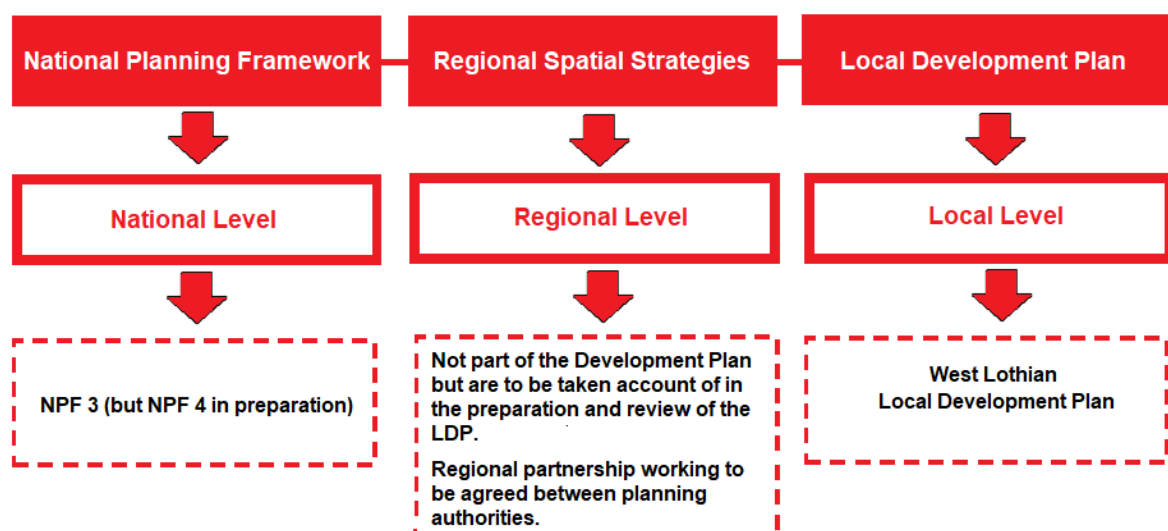 National Planning Framework
Regional Spatial Strategies
Local Development Plan
National Level
Regional Level
Local Level
NPF 3 (but NPF 4 in preparation)
Not part of the Development Plan
but are to be taken account of in
the preparation and review of the
LDP.
Regional partnership working to
be agreed between planning
authorities.
West Lothian
Local Development Plan